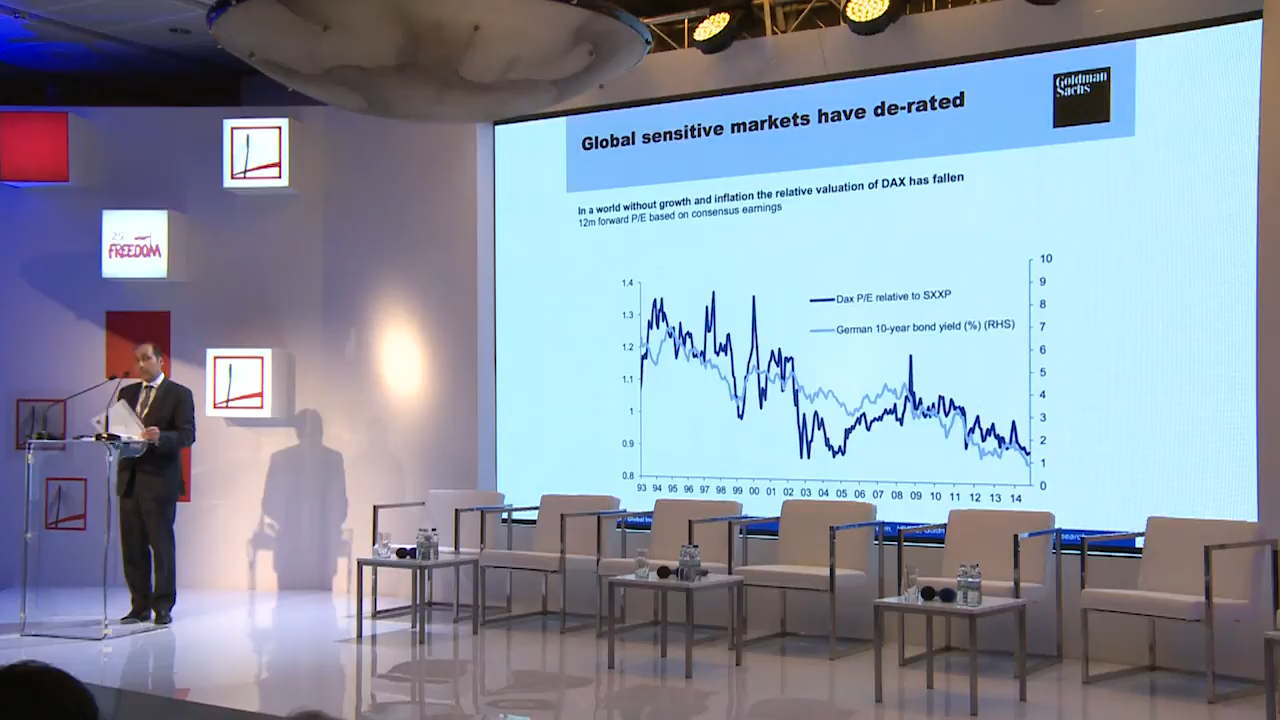 Global sensitive markets have de-rated
Goldman
Sachs
In a world without growth and inflation the relative valuation of DAX has fallen
12m forward P/E based on consensus earnings
25
FREEDOM
1.4
1.3
1.2
1.1
1
0.9
0.8
10
9
8
7
6
5
4
3
2
1
0
Dax P/E relative to SXXP
German 10-year bond yield (%) (RHS)
93 94 95 96 97 98 99 00 01 02 03 04 05 06 07 08 09 10 11 12 13 14
Global